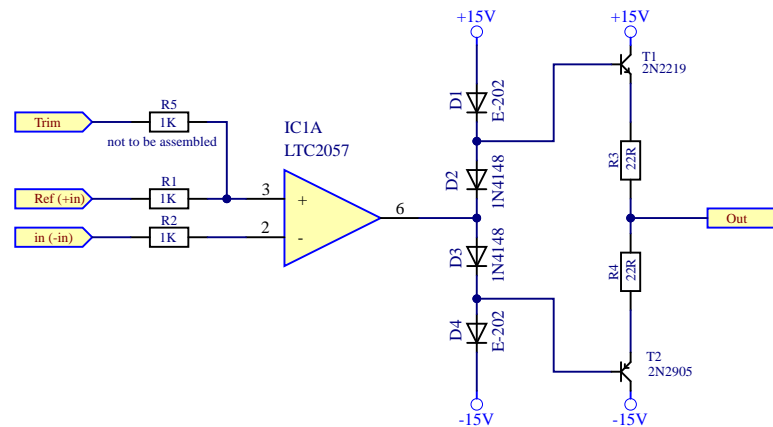 +15V
+15V
T1
2N2219
D1
E-202
R5
Trim
1K
not to be assembled
IC1A
LTC2057
R3
22R
D2
1N4148
R1
Ref (+in)
1K
3
+
6
R2
in (-in)
1K
2
-
Out
D3
1N4148
R4
22R
D4
E-202
T2
2N2905
-15V
-15V